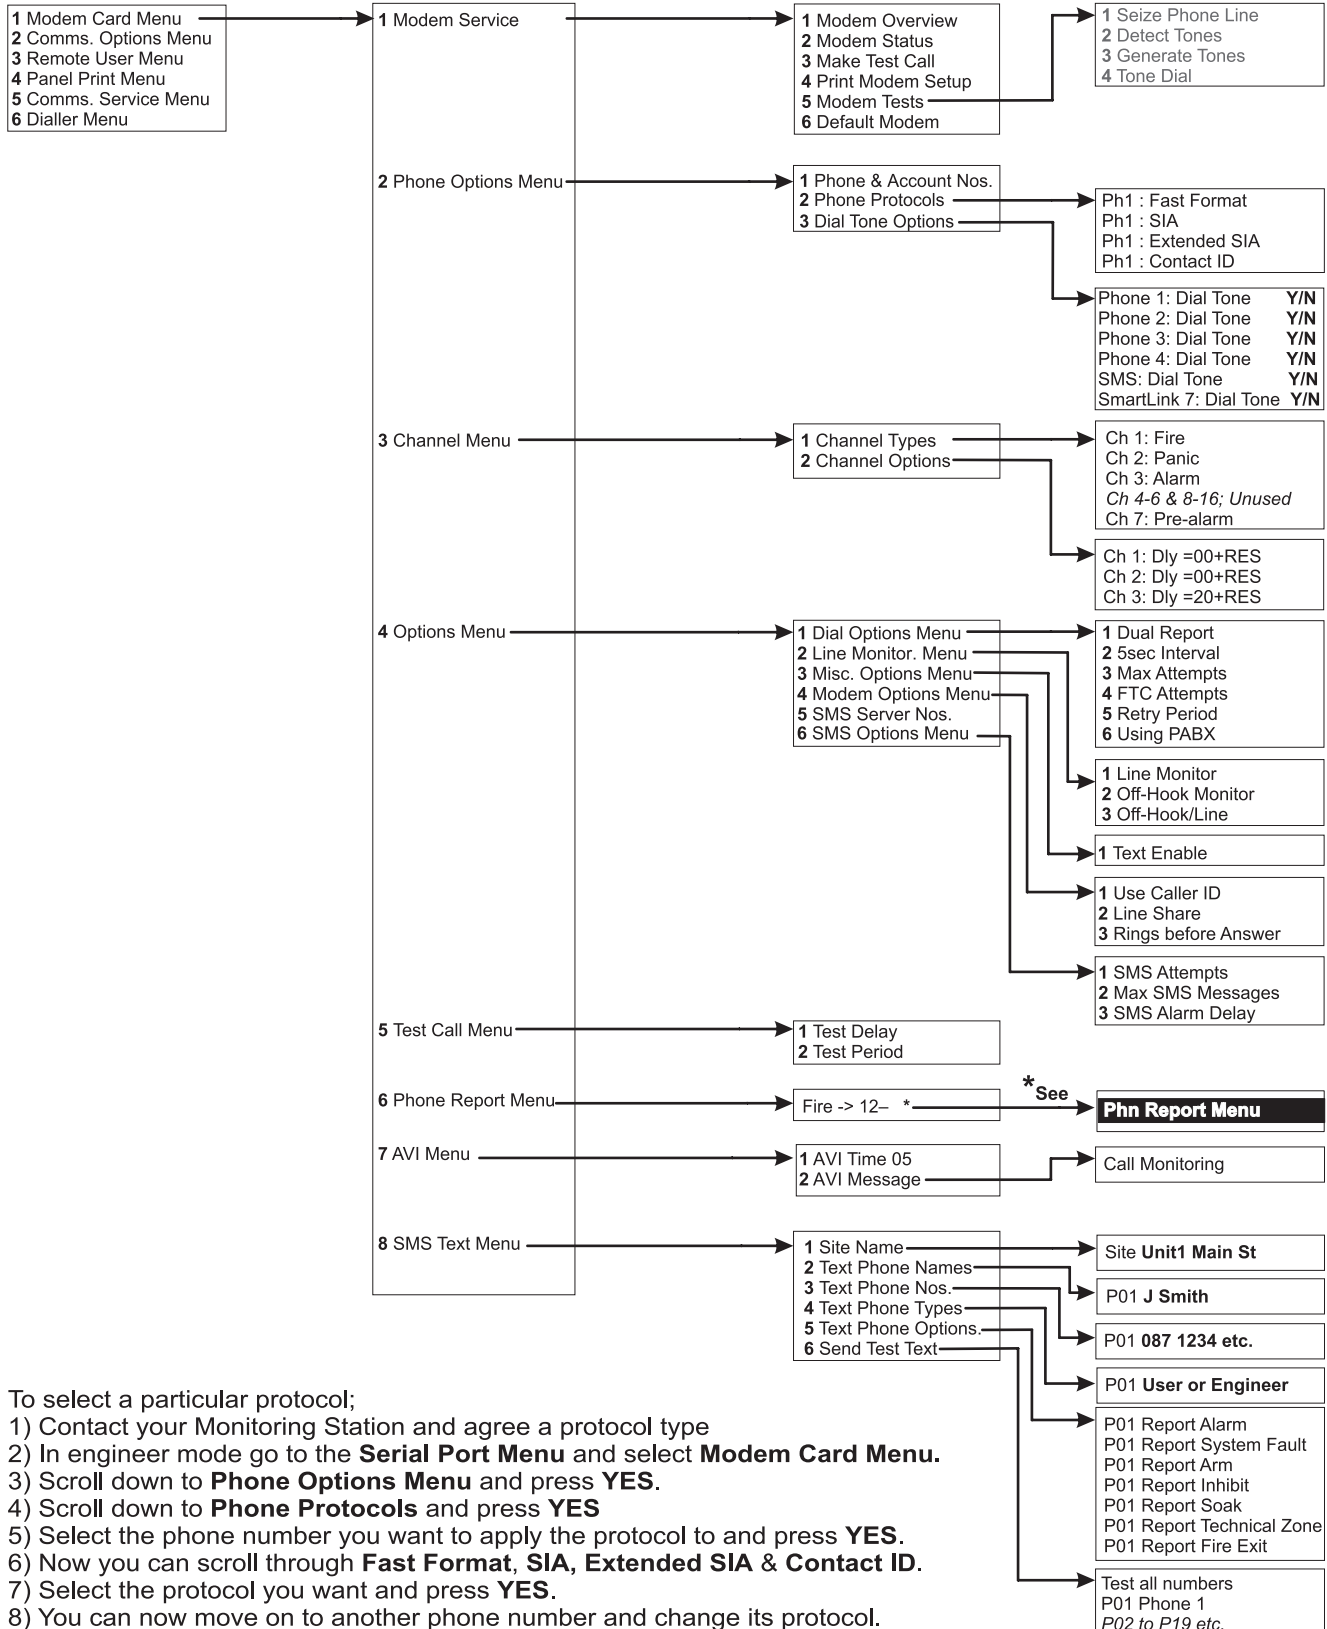 1 Modem Card Menu
2 Comms. Options Menu
3 Remote User Menu
4 Panel Print Menu
5 Comms. Service Menu
6 Dialler Menu
1 Modem Service
1 Modem Overview
2 Modem Status
3 Make Test Call
4 Print Modem Setup
5 Modem Tests
6 Default Modem
1 Seize Phone Line
2 Detect Tones
3 Generate Tones
4 Tone Dial
2 Phone Options Menu
1 Phone & Account Nos.
2 Phone Protocols
3 Dial Tone Options
Ph1 : Fast Format
Ph1 : SIA
Ph1 : Extended SIA
Ph1 : Contact ID
Phone 1: Dial Tone Y/N
Phone 2: Dial Tone Y/N
Phone 3: Dial Tone Y/N
Phone 4: Dial Tone Y/N
SMS: Dial Tone Y/N
SmartLink 7: Dial Tone Y/N
3 Channel Menu
1 Channel Types
2 Channel Options
Ch 1: Fire
Ch 2: Panic
Ch 3: Alarm
Ch 4-6 & 8-16; Unused
Ch 7: Pre-alarm
Ch 1: Dly =00+RES
Ch 2: Dly =00+RES
Ch 3: Dly =20+RES
4 Options Menu
1 Dial Options Menu
2 Line Monitor. Menu
3 Misc. Options Menu
4 Modem Options Menu
5 SMS Server Nos.
6 SMS Options Menu
1 Dual Report
2 5sec Interval
3 Max Attempts
4 FTC Attempts
5 Retry Period
6 Using PABX
1 Line Monitor
2 Off-Hook Monitor
3 Off-Hook/Line
1 Text Enable
1 Use Caller ID
2 Line Share
3 Rings before Answer
1 SMS Attempts
2 Max SMS Messages
3 SMS Alarm Delay
5 Test Call Menu
1 Test Delay
2 Test Period
6 Phone Report Menu
Fire -> 12– *
*See
Phn Report Menu
7 AVI Menu
1 AVI Time 05
2 AVI Message
Call Monitoring
8 SMS Text Menu
1 Site Name
2 Text Phone Names
3 Text Phone Nos.
4 Text Phone Types
5 Text Phone Options.
6 Send Test Text
Site Unit1 Main St
P01 J Smith
P01 087 1234 etc.
P01 User or Engineer
P01 Report Alarm
P01 Report System Fault
P01 Report Arm
P01 Report Inhibit
P01 Report Soak
P01 Report Technical Zone
P01 Report Fire Exit
Test all numbers
P01 Phone 1
P02 to P19 etc.
To select a particular protocol;
1) Contact your Monitoring Station and agree a protocol type
2) In engineer mode go to the Serial Port Menu and select Modem Card Menu.
3) Scroll down to Phone Options Menu and press YES.
4) Scroll down to Phone Protocols and press YES
5) Select the phone number you want to apply the protocol to and press YES.
6) Now you can scroll through Fast Format, SIA, Extended SIA & Contact ID.
7) Select the protocol you want and press YES.
8) You can now move on to another phone number and change its protocol.